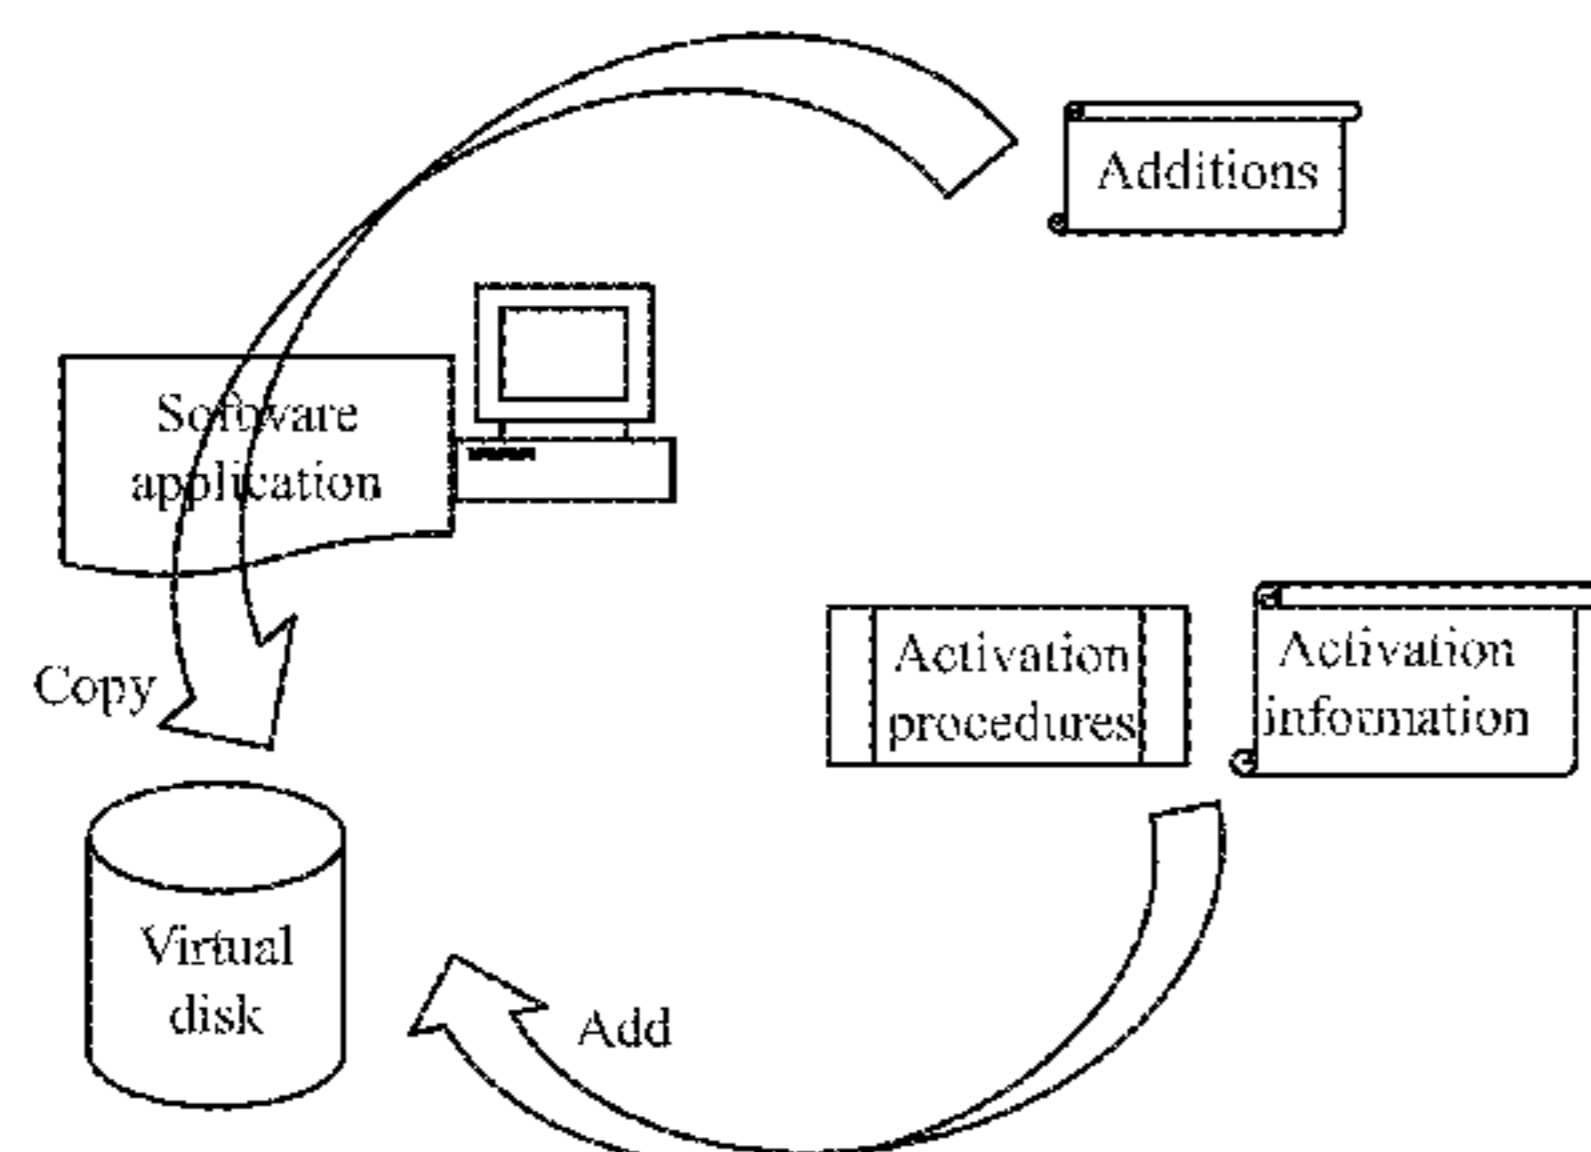 Additions
Software
application
Activation
procedures
Activation
information
Copy
Virtual
disk
Add